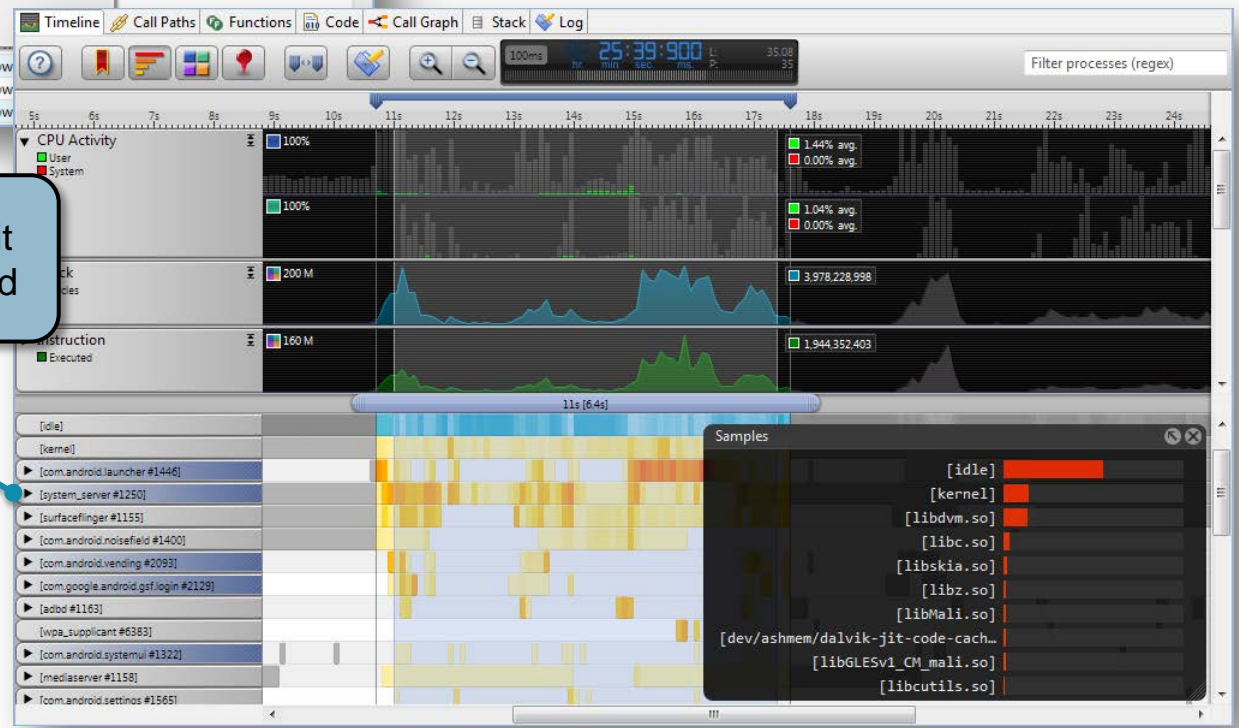 Timeline Call Paths Functions Code Call Graph Stack Log
100ms 25:39:900 L: 35.08
hr. min sec. ms. P: 35
Filter processes (regex)
5s 6s 7s 8s 9s 10s 11s 12s 13s 14s 15s 16s 17s 18s 19s 20s 21s 22s 23s 24s
CPU Activity
User
System
100%
1.44% avg.
0.00% avg.
100%
1.04% avg.
0.00% avg.
200 M
3,978,228,998
Executed
160 M
1,944,352,403
11s [6.4s]
[idle]
[kernel]
[com.android.launcher #1446]
[system_server #1250]
[surfaceflinger #1155]
[com.android.noisefield #1400]
[com.android.vending #2093]
[com.google.android.gsf.login #2129]
[adbd #1163]
[wpa_supplicant #6383]
[com.android.systemui #1322]
[mediaserver #1158]
[com.android.settings #1565]
Samples
[idle]
[kernel]
[libdvm.so]
[libc.so]
[libskia.so]
[libz.so]
[libMali.so]
[dev/ashmem/dalvik-jit-code-cach…
[libGLESv1_CM_mali.so]
[libcutils.so]